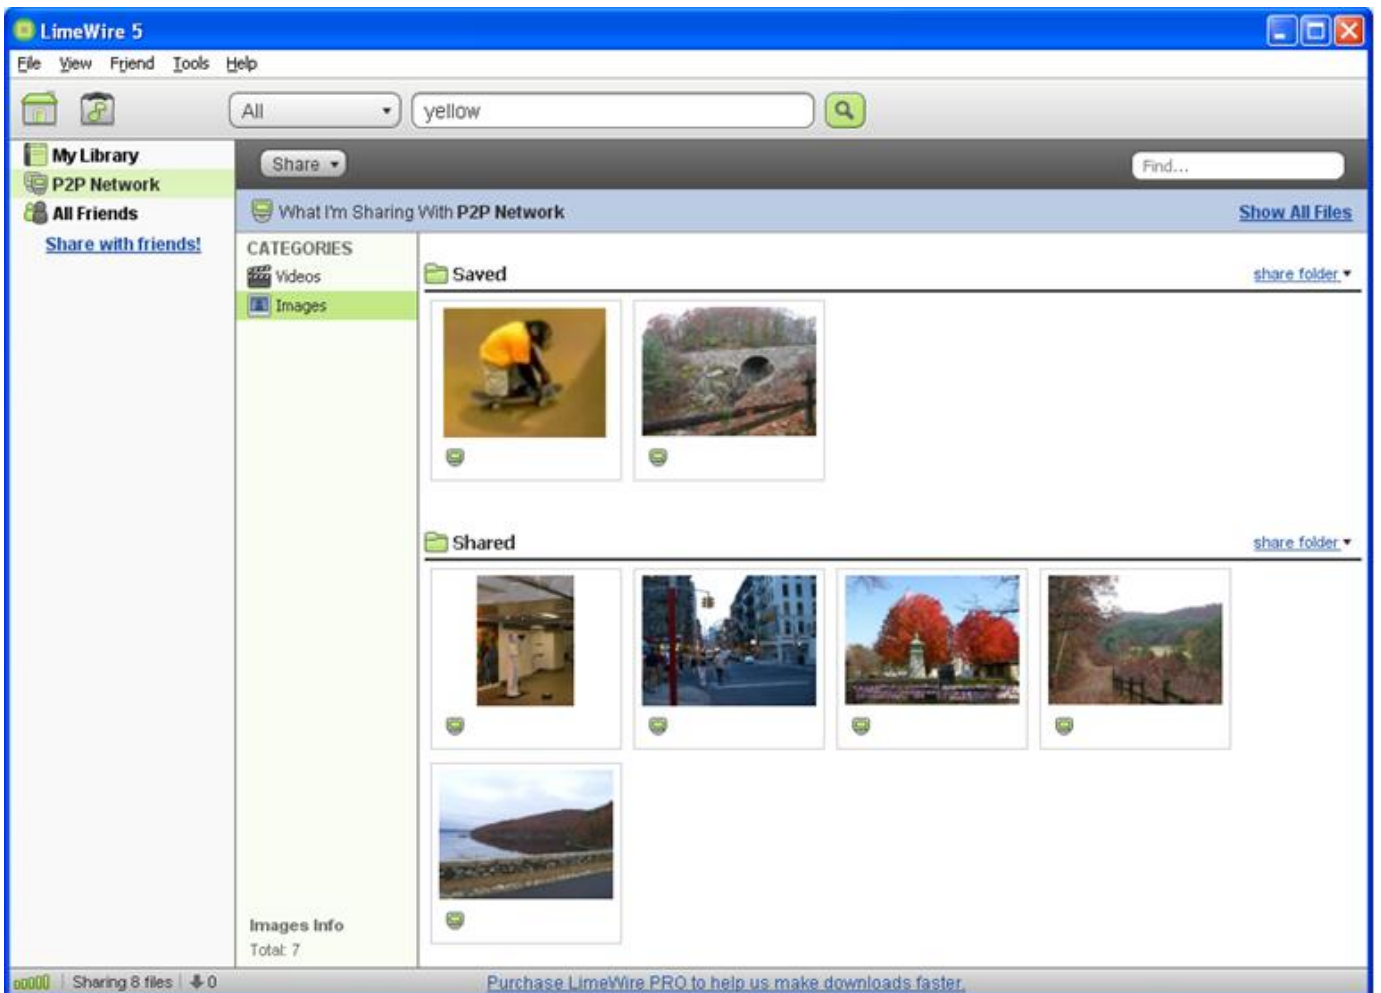 LimeWire 5
File View Friend Tools Help
All yellow
My Library
P2P Network
All Friends
Share with friends!
Share Find...
What I'm Sharing With P2P Network Show All Files
CATEGORIES
Videos
Images
Saved share folder
Shared share folder
Images Info
Total: 7
Sharing 8 files 0 Purchase LimeWire PRO to help us make downloads faster.